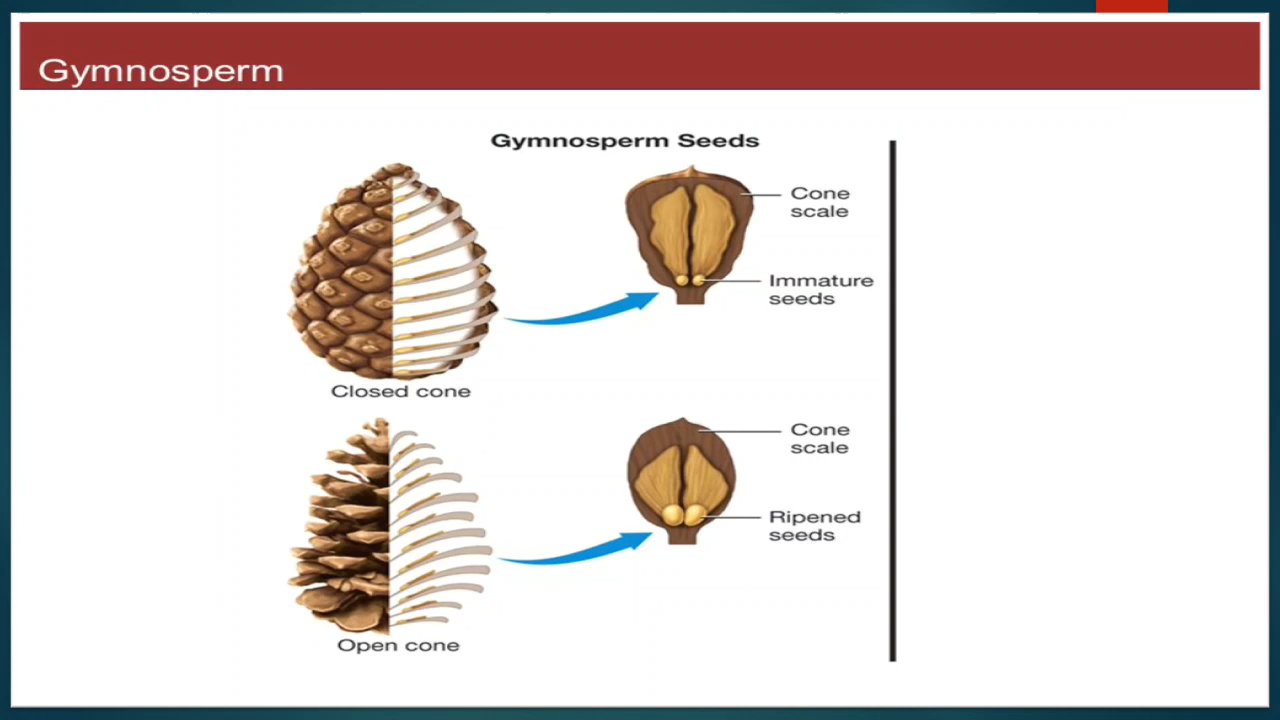 Gymnosperm
Gymnosperm Seeds
Cone
scale
Immature
seeds
Closed cone
Cone
scale
Ripened
seeds
Open cone